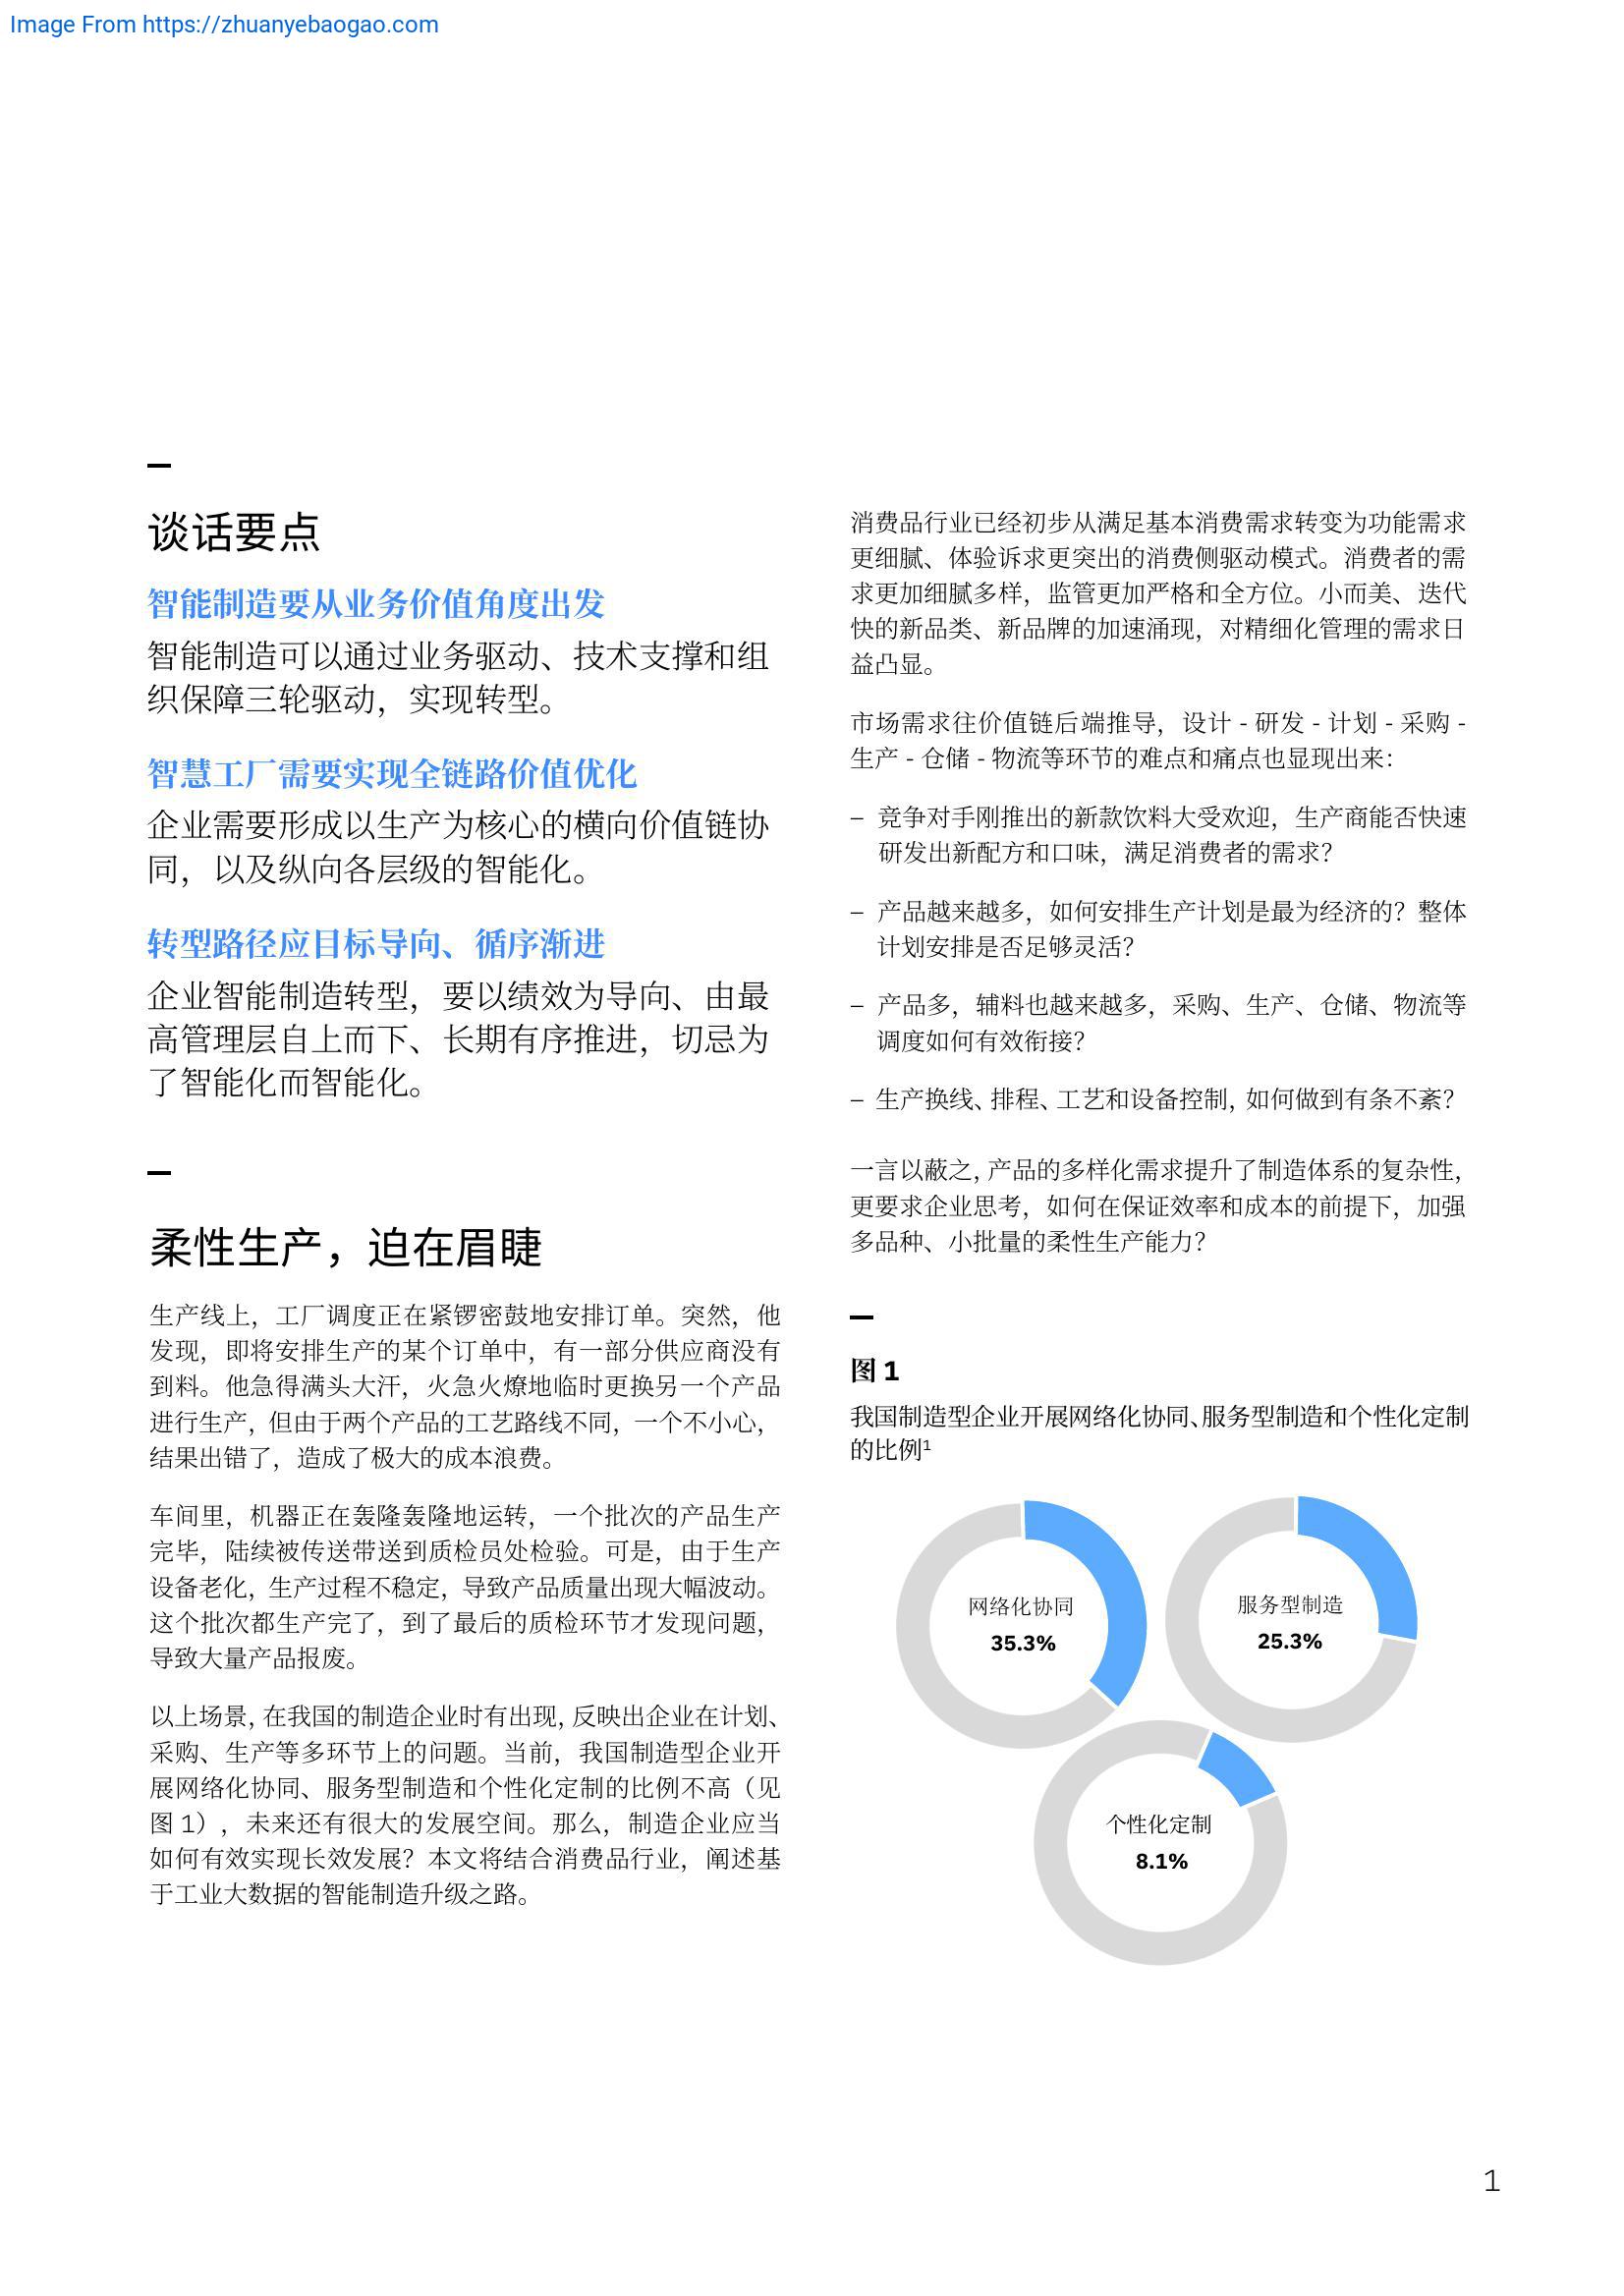 Image From https://zhuanyebaogao.com
谈话要点
智能制造要从业务价值角度出发
智能制造可以通过业务驱动、技术支撑和组
织保障三轮驱动，实现转型。
智慧工厂需要实现全链路价值优化
企业需要形成以生产为核心的横向价值链协
同，以及纵向各层级的智能化。
转型路径应目标导向、循序渐进
企业智能制造转型，要以绩效为导向、由最
高管理层自上而下、长期有序推进，切忌为
了智能化而智能化。
柔性生产，迫在眉睫
生产线上，工厂调度正在紧锣密鼓地安排订单。突然，他
发现，即将安排生产的某个订单中，有一部分供应商没有
到料。他急得满头大汗，火急火燎地临时更换另一个产品
进行生产，但由于两个产品的工艺路线不同，一个不小心，
结果出错了，造成了极大的成本浪费。
车间里，机器正在轰隆轰隆地运转，一个批次的产品生产
完毕，陆续被传送带送到质检员处检验。可是，由于生产
设备老化，生产过程不稳定，导致产品质量出现大幅波动。
这个批次都生产完了，到了最后的质检环节才发现问题，
导致大量产品报废。
以上场景，在我国的制造企业时有出现，反映出企业在计划、
采购、生产等多环节上的问题。当前，我国制造型企业开
展网络化协同、服务型制造和个性化定制的比例不高（见
图 1），未来还有很大的发展空间。那么，制造企业应当
如何有效实现长效发展？本文将结合消费品行业，阐述基
于工业大数据的智能制造升级之路。
消费品行业已经初步从满足基本消费需求转变为功能需求
更细腻、体验诉求更突出的消费侧驱动模式。消费者的需
求更加细腻多样，监管更加严格和全方位。小而美、迭代
快的新品类、新品牌的加速涌现，对精细化管理的需求日
益凸显。
市场需求往价值链后端推导，设计 - 研发 - 计划 - 采购 -
生产 - 仓储 - 物流等环节的难点和痛点也显现出来：
– 竞争对手刚推出的新款饮料大受欢迎，生产商能否快速
研发出新配方和口味，满足消费者的需求？
– 产品越来越多，如何安排生产计划是最为经济的？整体
计划安排是否足够灵活？
– 产品多，辅料也越来越多，采购、生产、仓储、物流等
调度如何有效衔接？
– 生产换线、排程、工艺和设备控制，如何做到有条不紊？
一言以蔽之，产品的多样化需求提升了制造体系的复杂性，
更要求企业思考，如何在保证效率和成本的前提下，加强
多品种、小批量的柔性生产能力？
图 1
我国制造型企业开展网络化协同、服务型制造和个性化定制
的比例¹
网络化协同
35.3%
服务型制造
25.3%
个性化定制
8.1%
1